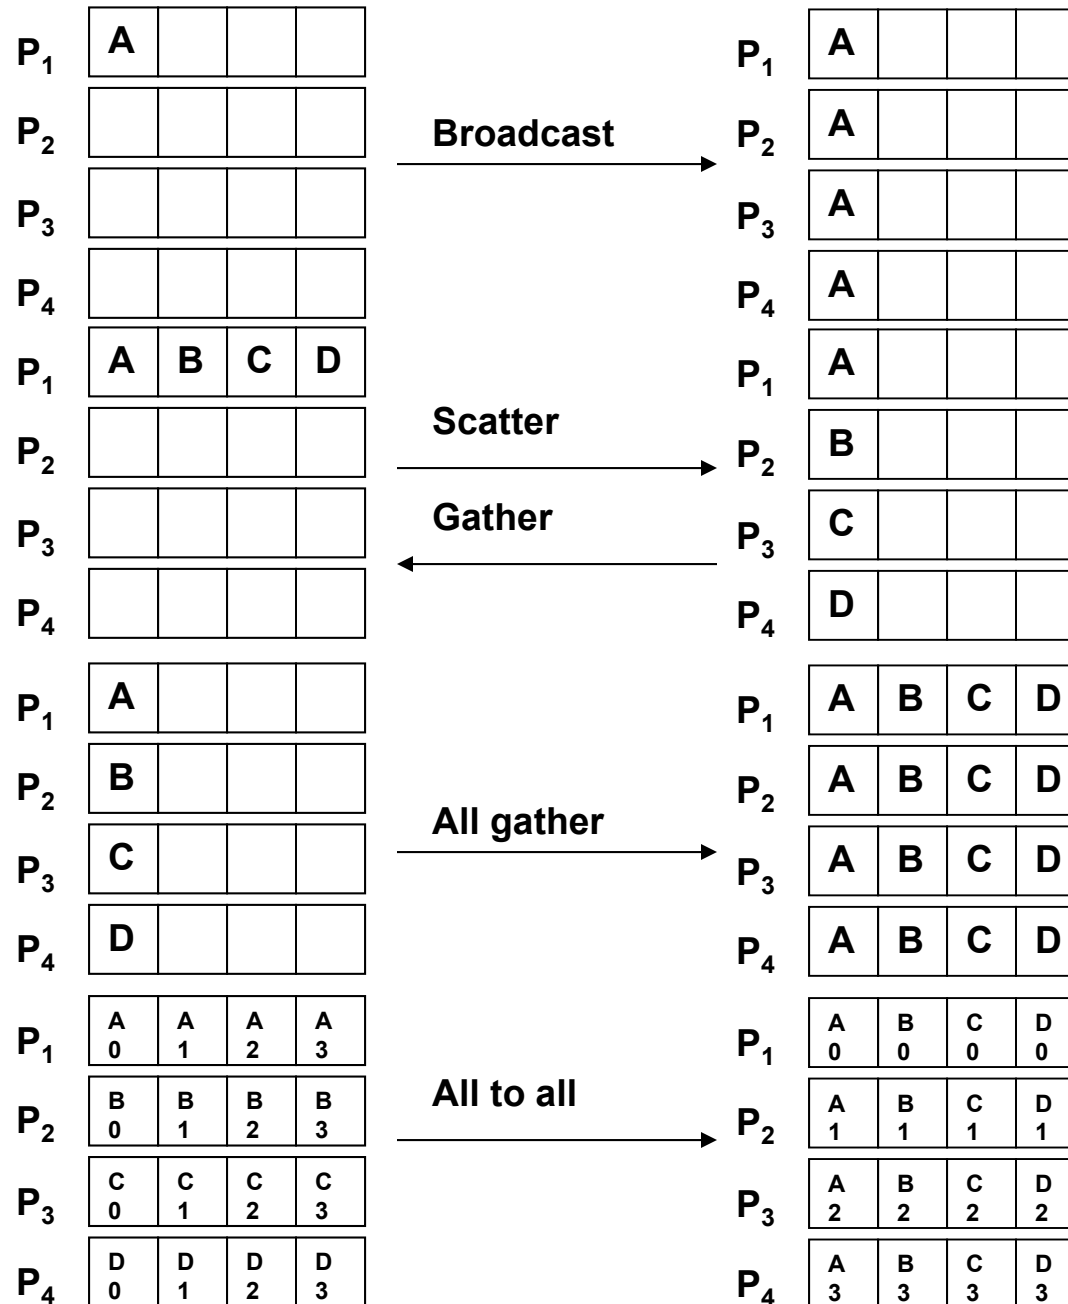 P1 A P1 A
P2 Broadcast P2 A
P3 P3 A
P4 P4 A
P1 A B C D P1 A
Scatter
P2 P2 B
Gather
P3 P3 C
P4 P4 D
P1 A P1 A B C D
P2 B P2 A B C D
All gather
P3 C P3 A B C D
P4 D P4 A B C D
P1 A0 A1 A2 A3 P1 A0 B0 C0 D0
P2 B0 B1 B2 B3 All to all P2 A1 B1 C1 D1
P3 C0 C1 C2 C3 P3 A2 B2 C2 D2
P4 D0 D1 D2 D3 P4 A3 B3 C3 D3